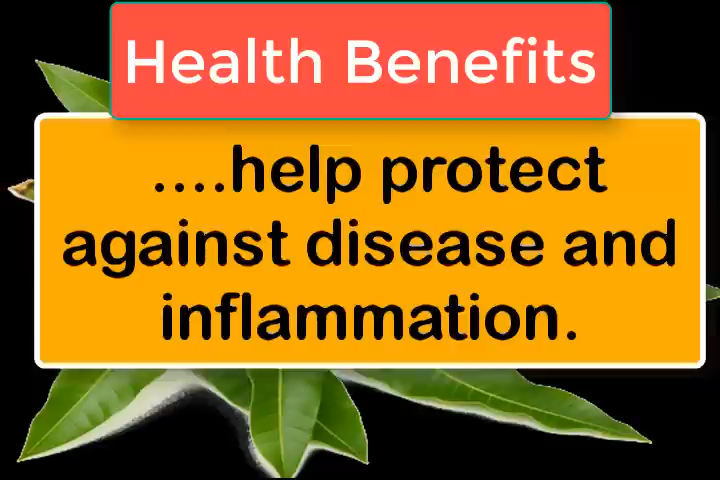 Health Benefits
....help protect
against disease and
inflammation.